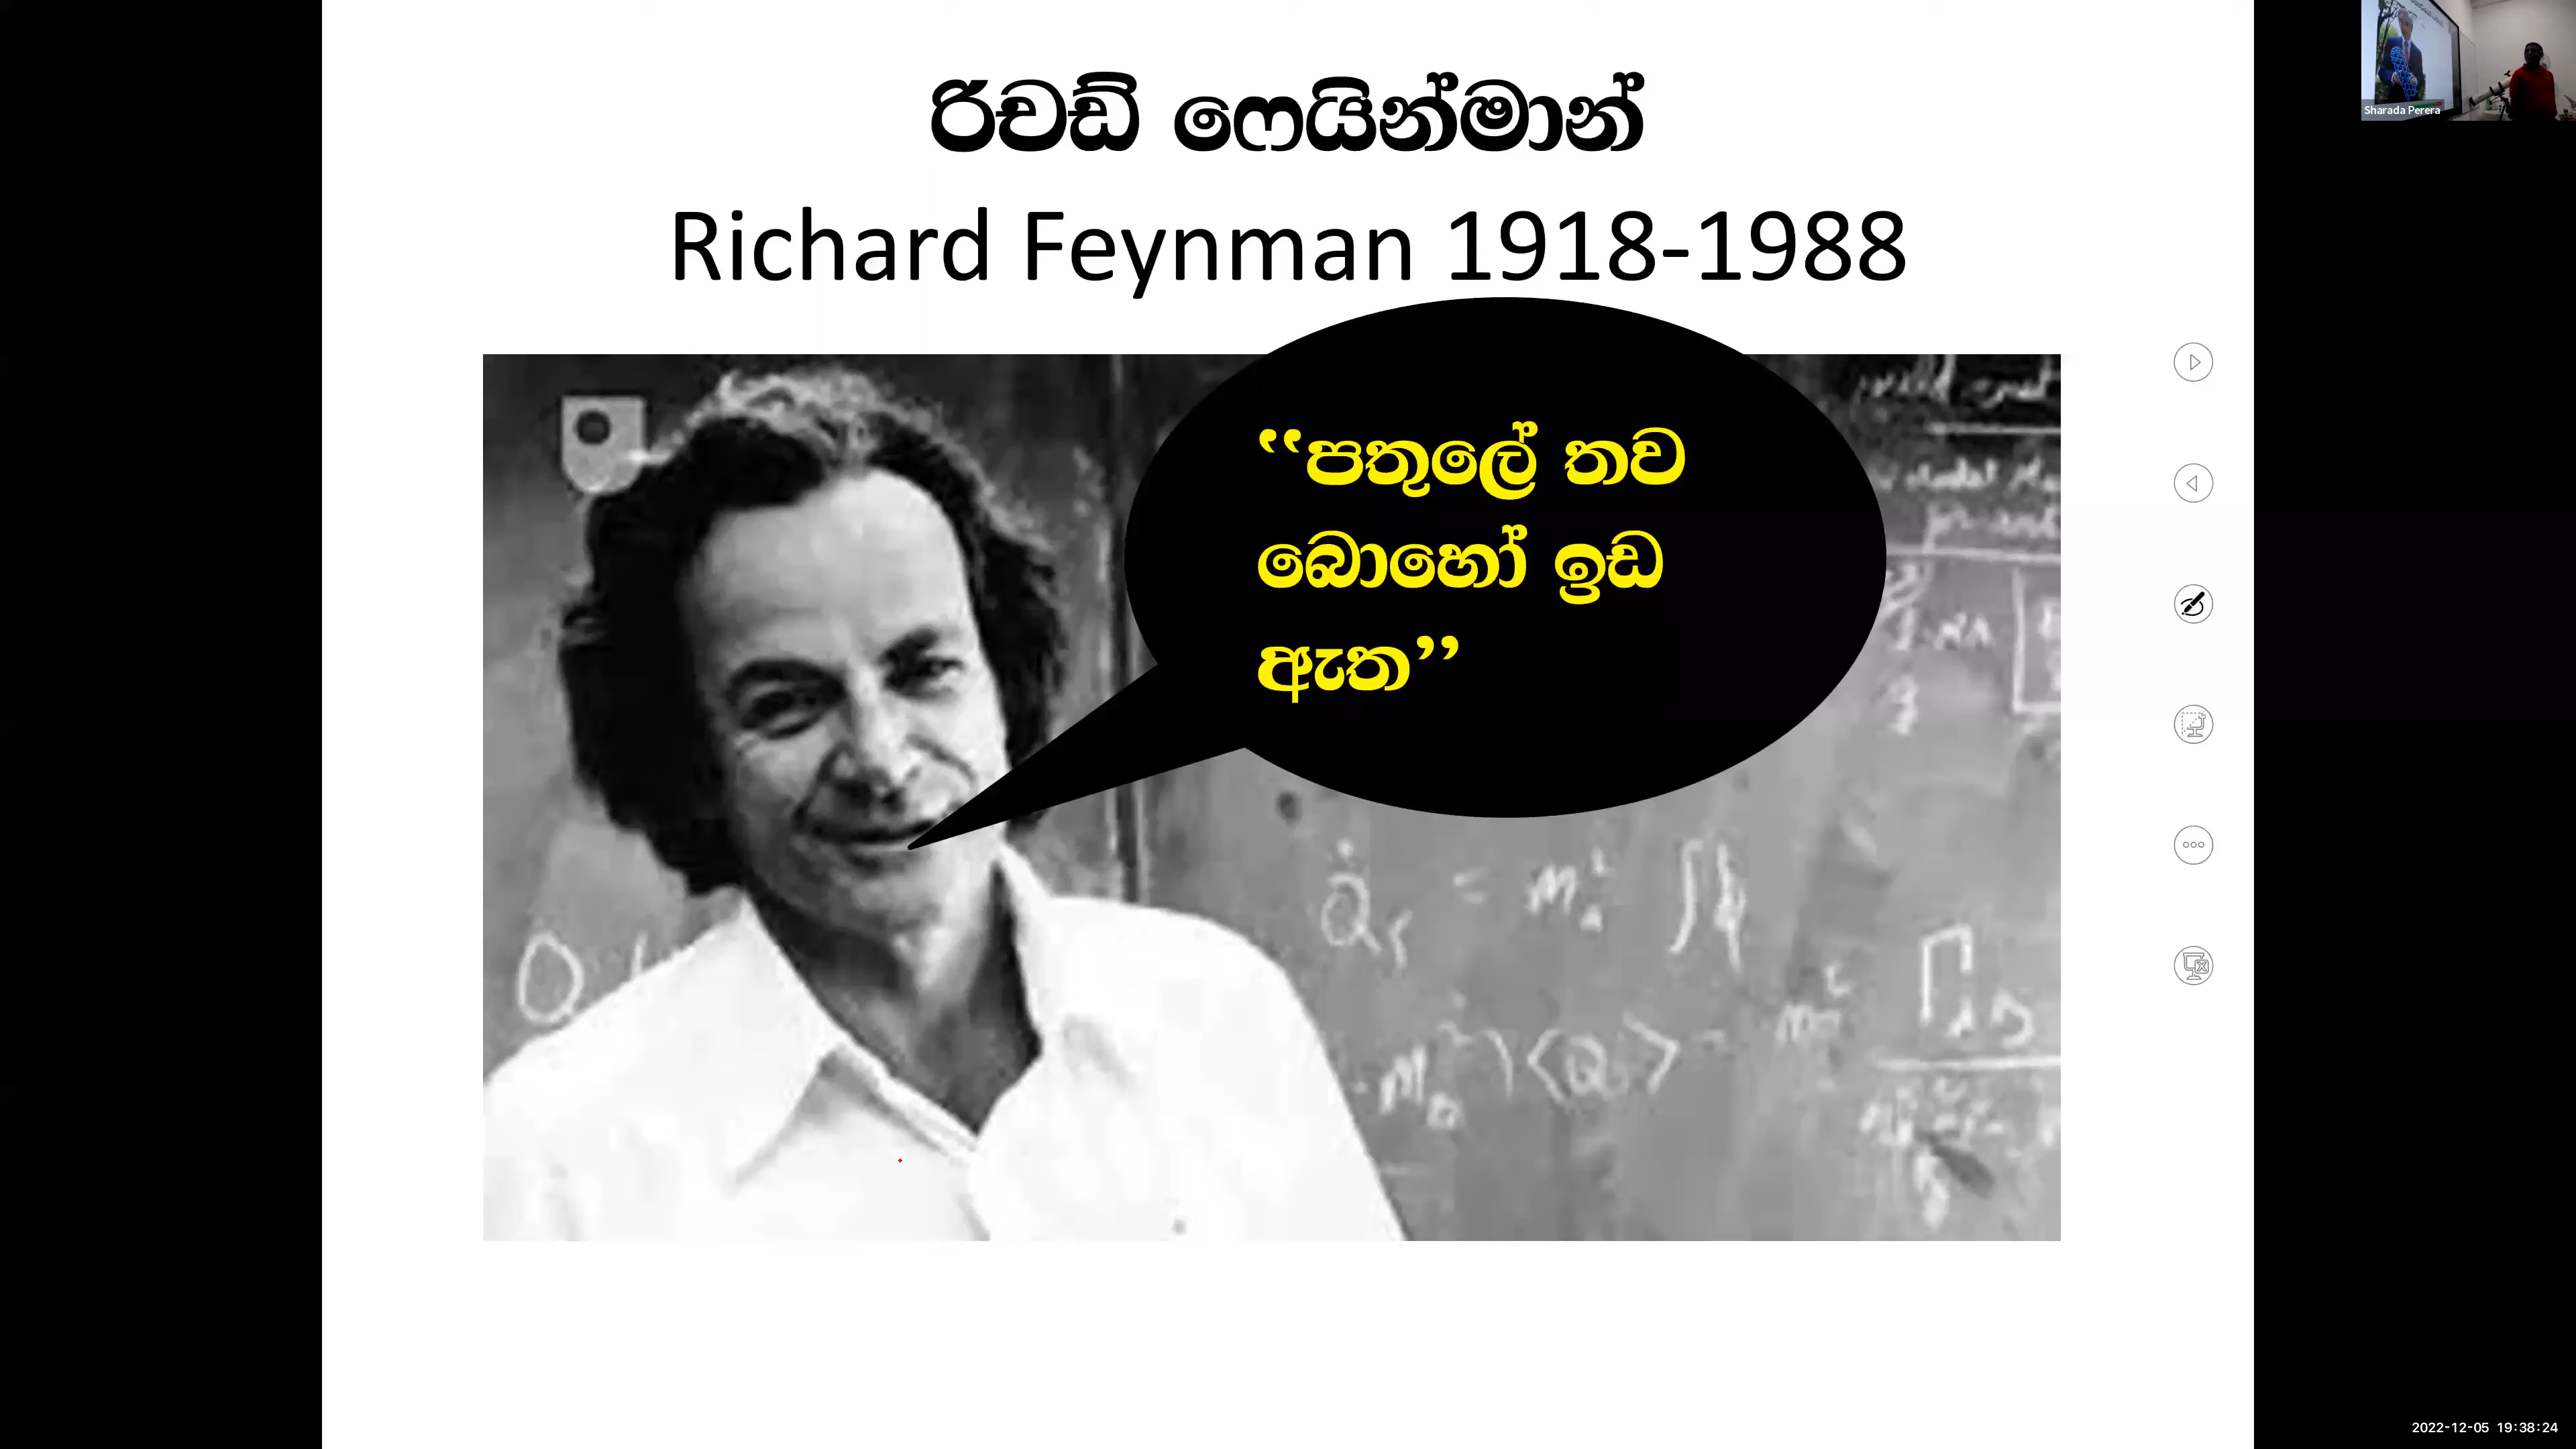 රිචඩ් ෆෙයින්මාන්
Richard Feynman 1918-1988
Sharada Perera
“පතුලේ තව
බොහෝ ඉඩ
ඇත”
2022-12-05 19:38:24